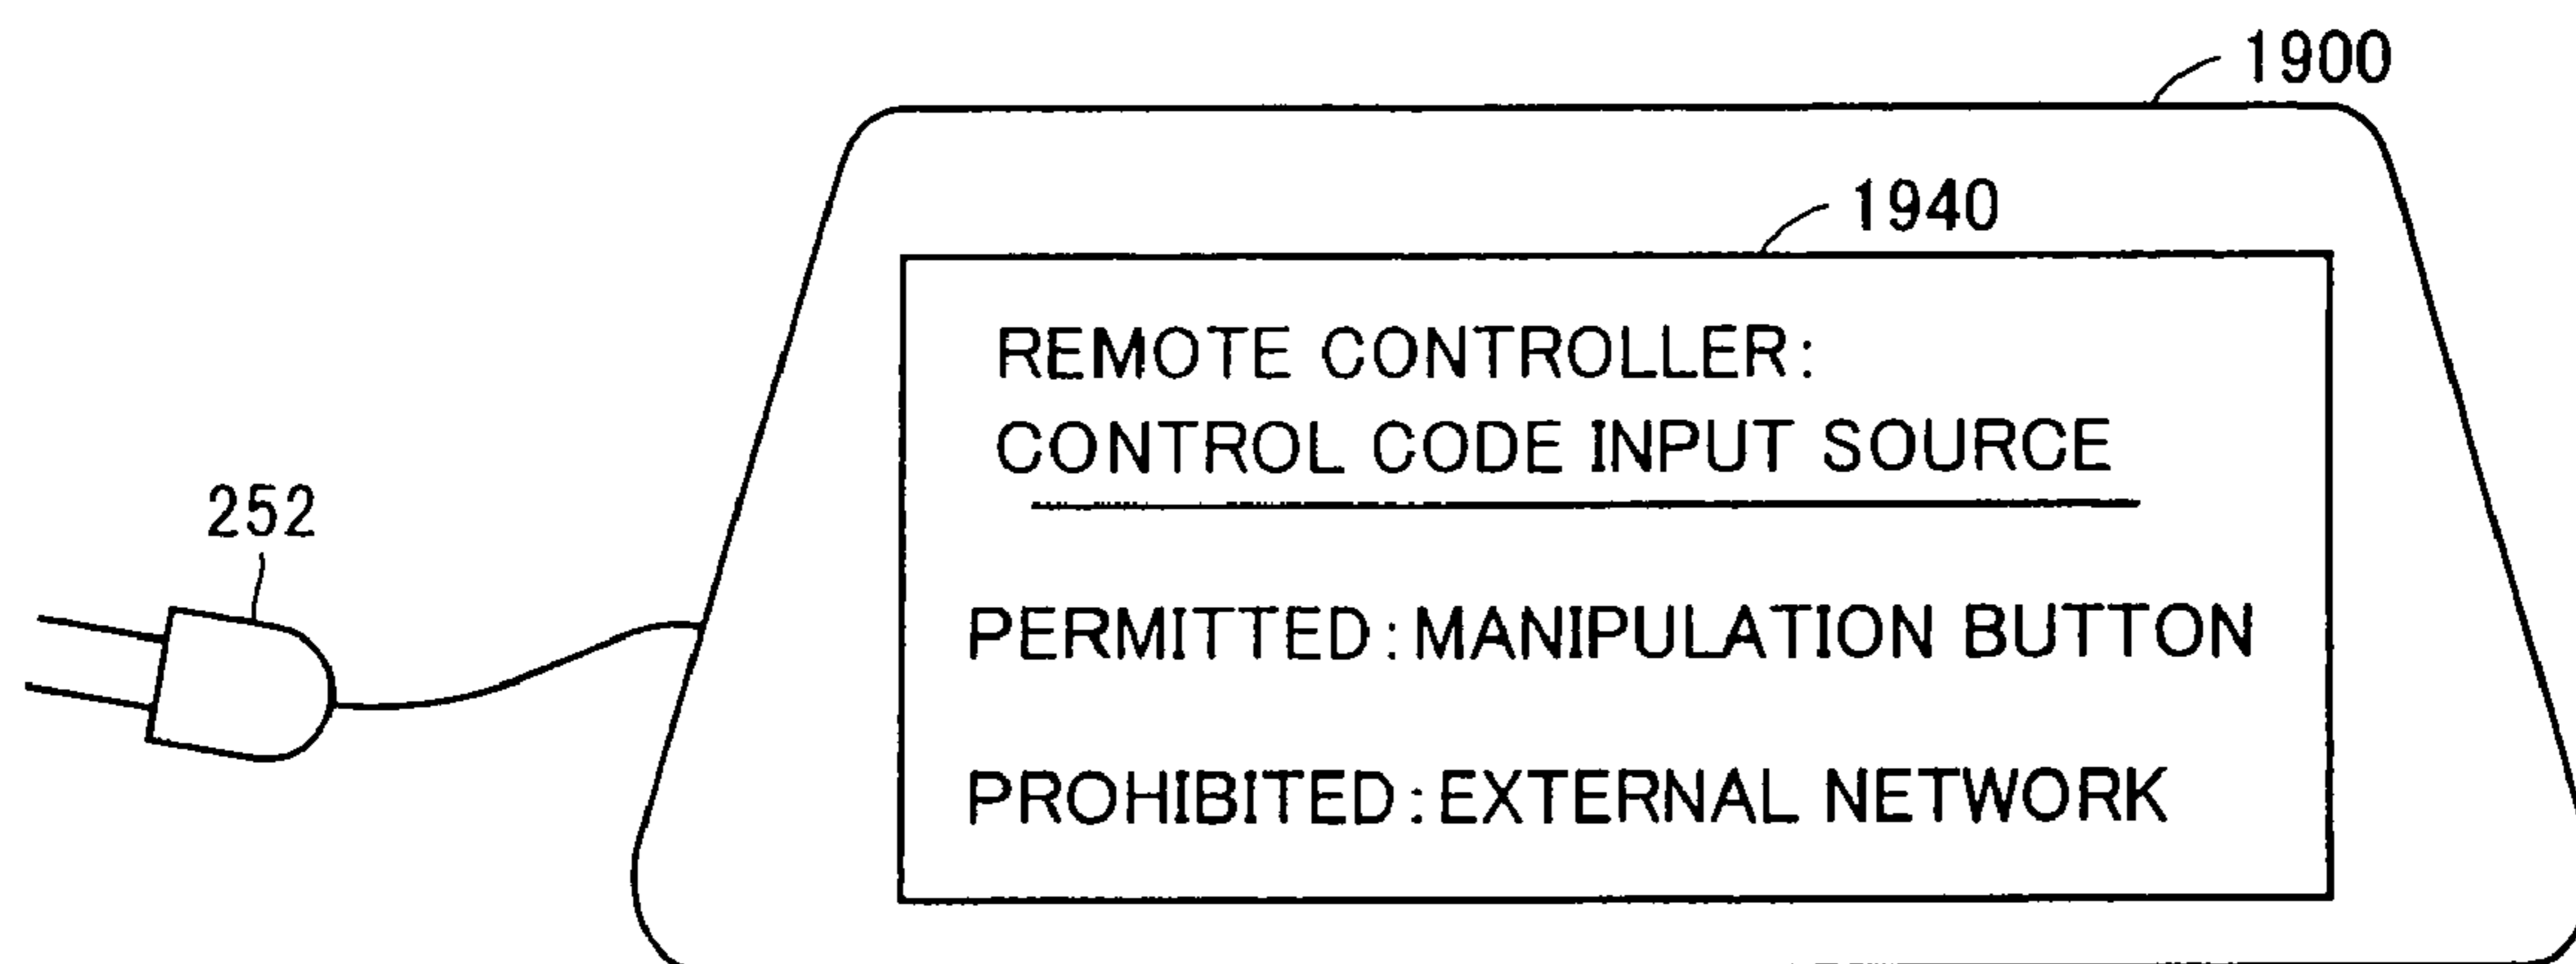 1900
1940
REMOTE CONTROLLER:
CONTROL CODE INPUT SOURCE
252
PERMITTED:MANIPULATION BUTTON
PROHIBITED:EXTERNAL NETWORK